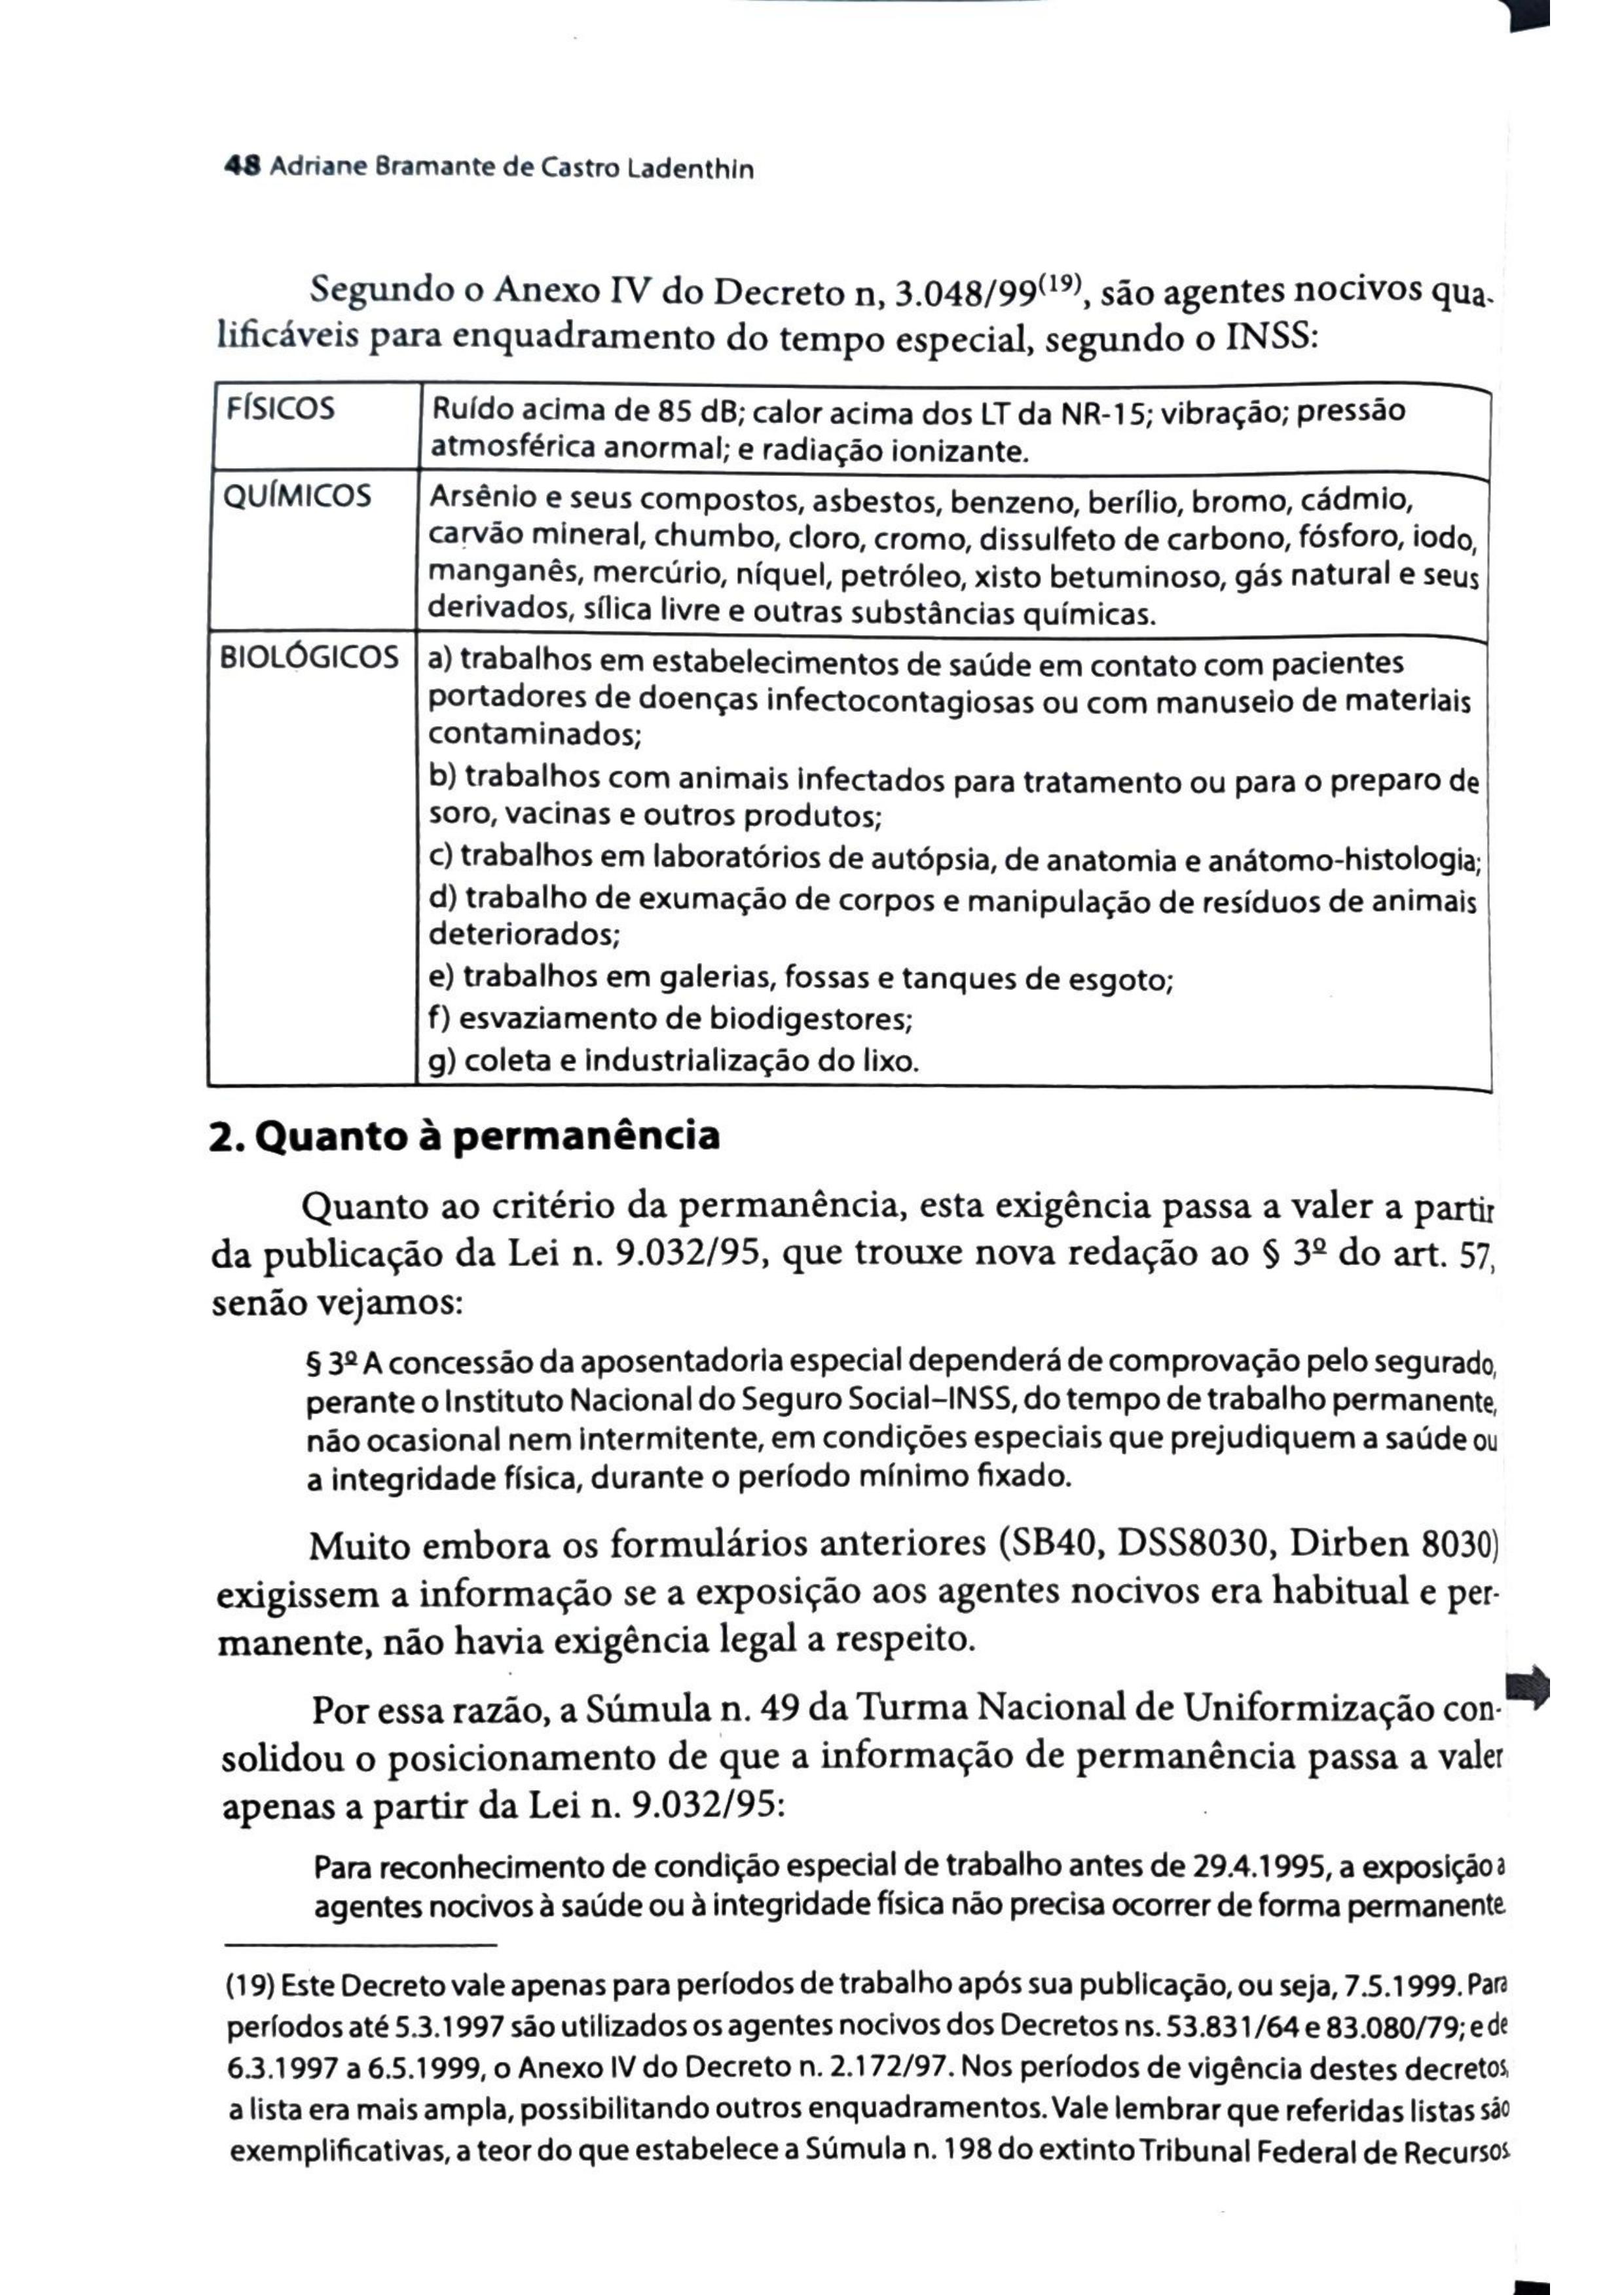 48 Adriane Bramante de Castro Ladenthin
Segundo o Anexo IV do Decreto n, 3.048/99(19), são agentes nocivos qua-
lificáveis para enquadramento do tempo especial, segundo o INSS:
FÍSICOS
Ruído acima de 85 dB; calor acima dos LT da NR-15; vibração; pressão
atmosférica anormal; e radiação ionizante.
QUÍMICOS
Arsênio e seus compostos, asbestos, benzeno, berílio, bromo, cádmio,
carvão mineral, chumbo, cloro, cromo, dissulfeto de carbono, fósforo, iodo,
manganês, mercúrio, níquel, petróleo, xisto betuminoso, gás natural e seus
derivados, sílica livre e outras substâncias químicas.
BIOLÓGICOS
a) trabalhos em estabelecimentos de saúde em contato com pacientes
portadores de doenças infectocontagiosas ou com manuseio de materiais
contaminados;
b) trabalhos com animais infectados para tratamento ou para o preparo de
soro, vacinas e outros produtos;
c) trabalhos em laboratórios de autópsia, de anatomia e anátomo-histologia;
d) trabalho de exumação de corpos e manipulação de resíduos de animais
deteriorados;
e) trabalhos em galerias, fossas e tanques de esgoto;
f) esvaziamento de biodigestores;
g) coleta e industrialização do lixo.
2. Quanto à permanência
Quanto ao critério da permanência, esta exigência passa a valer a partir
da publicação da Lei n. 9.032/95, que trouxe nova redação ao § 3º do art. 57,
senão vejamos:
§ 3º A concessão da aposentadoria especial dependerá de comprovação pelo segurado,
perante o Instituto Nacional do Seguro Social–INSS, do tempo de trabalho permanente,
não ocasional nem intermitente, em condições especiais que prejudiquem a saúde ou
a integridade física, durante o período mínimo fixado.
Muito embora os formulários anteriores (SB40, DSS8030, Dirben 8030)
exigissem a informação se a exposição aos agentes nocivos era habitual e per-
manente, não havia exigência legal a respeito.
Por essa razão, a Súmula n. 49 da Turma Nacional de Uniformização con-
solidou o posicionamento de que a informação de permanência passa a valer
apenas a partir da Lei n. 9.032/95:
Para reconhecimento de condição especial de trabalho antes de 29.4.1995, a exposição a
agentes nocivos à saúde ou à integridade física não precisa ocorrer de forma permanente.
(19) Este Decreto vale apenas para períodos de trabalho após sua publicação, ou seja, 7.5.1999. Para
períodos até 5.3.1997 são utilizados os agentes nocivos dos Decretos ns. 53.831/64 e 83.080/79; e de
6.3.1997 a 6.5.1999, o Anexo IV do Decreto n. 2.172/97. Nos períodos de vigência destes decretos,
a lista era mais ampla, possibilitando outros enquadramentos. Vale lembrar que referidas listas são
exemplificativas, a teor do que estabelece a Súmula n. 198 do extinto Tribunal Federal de Recursos.